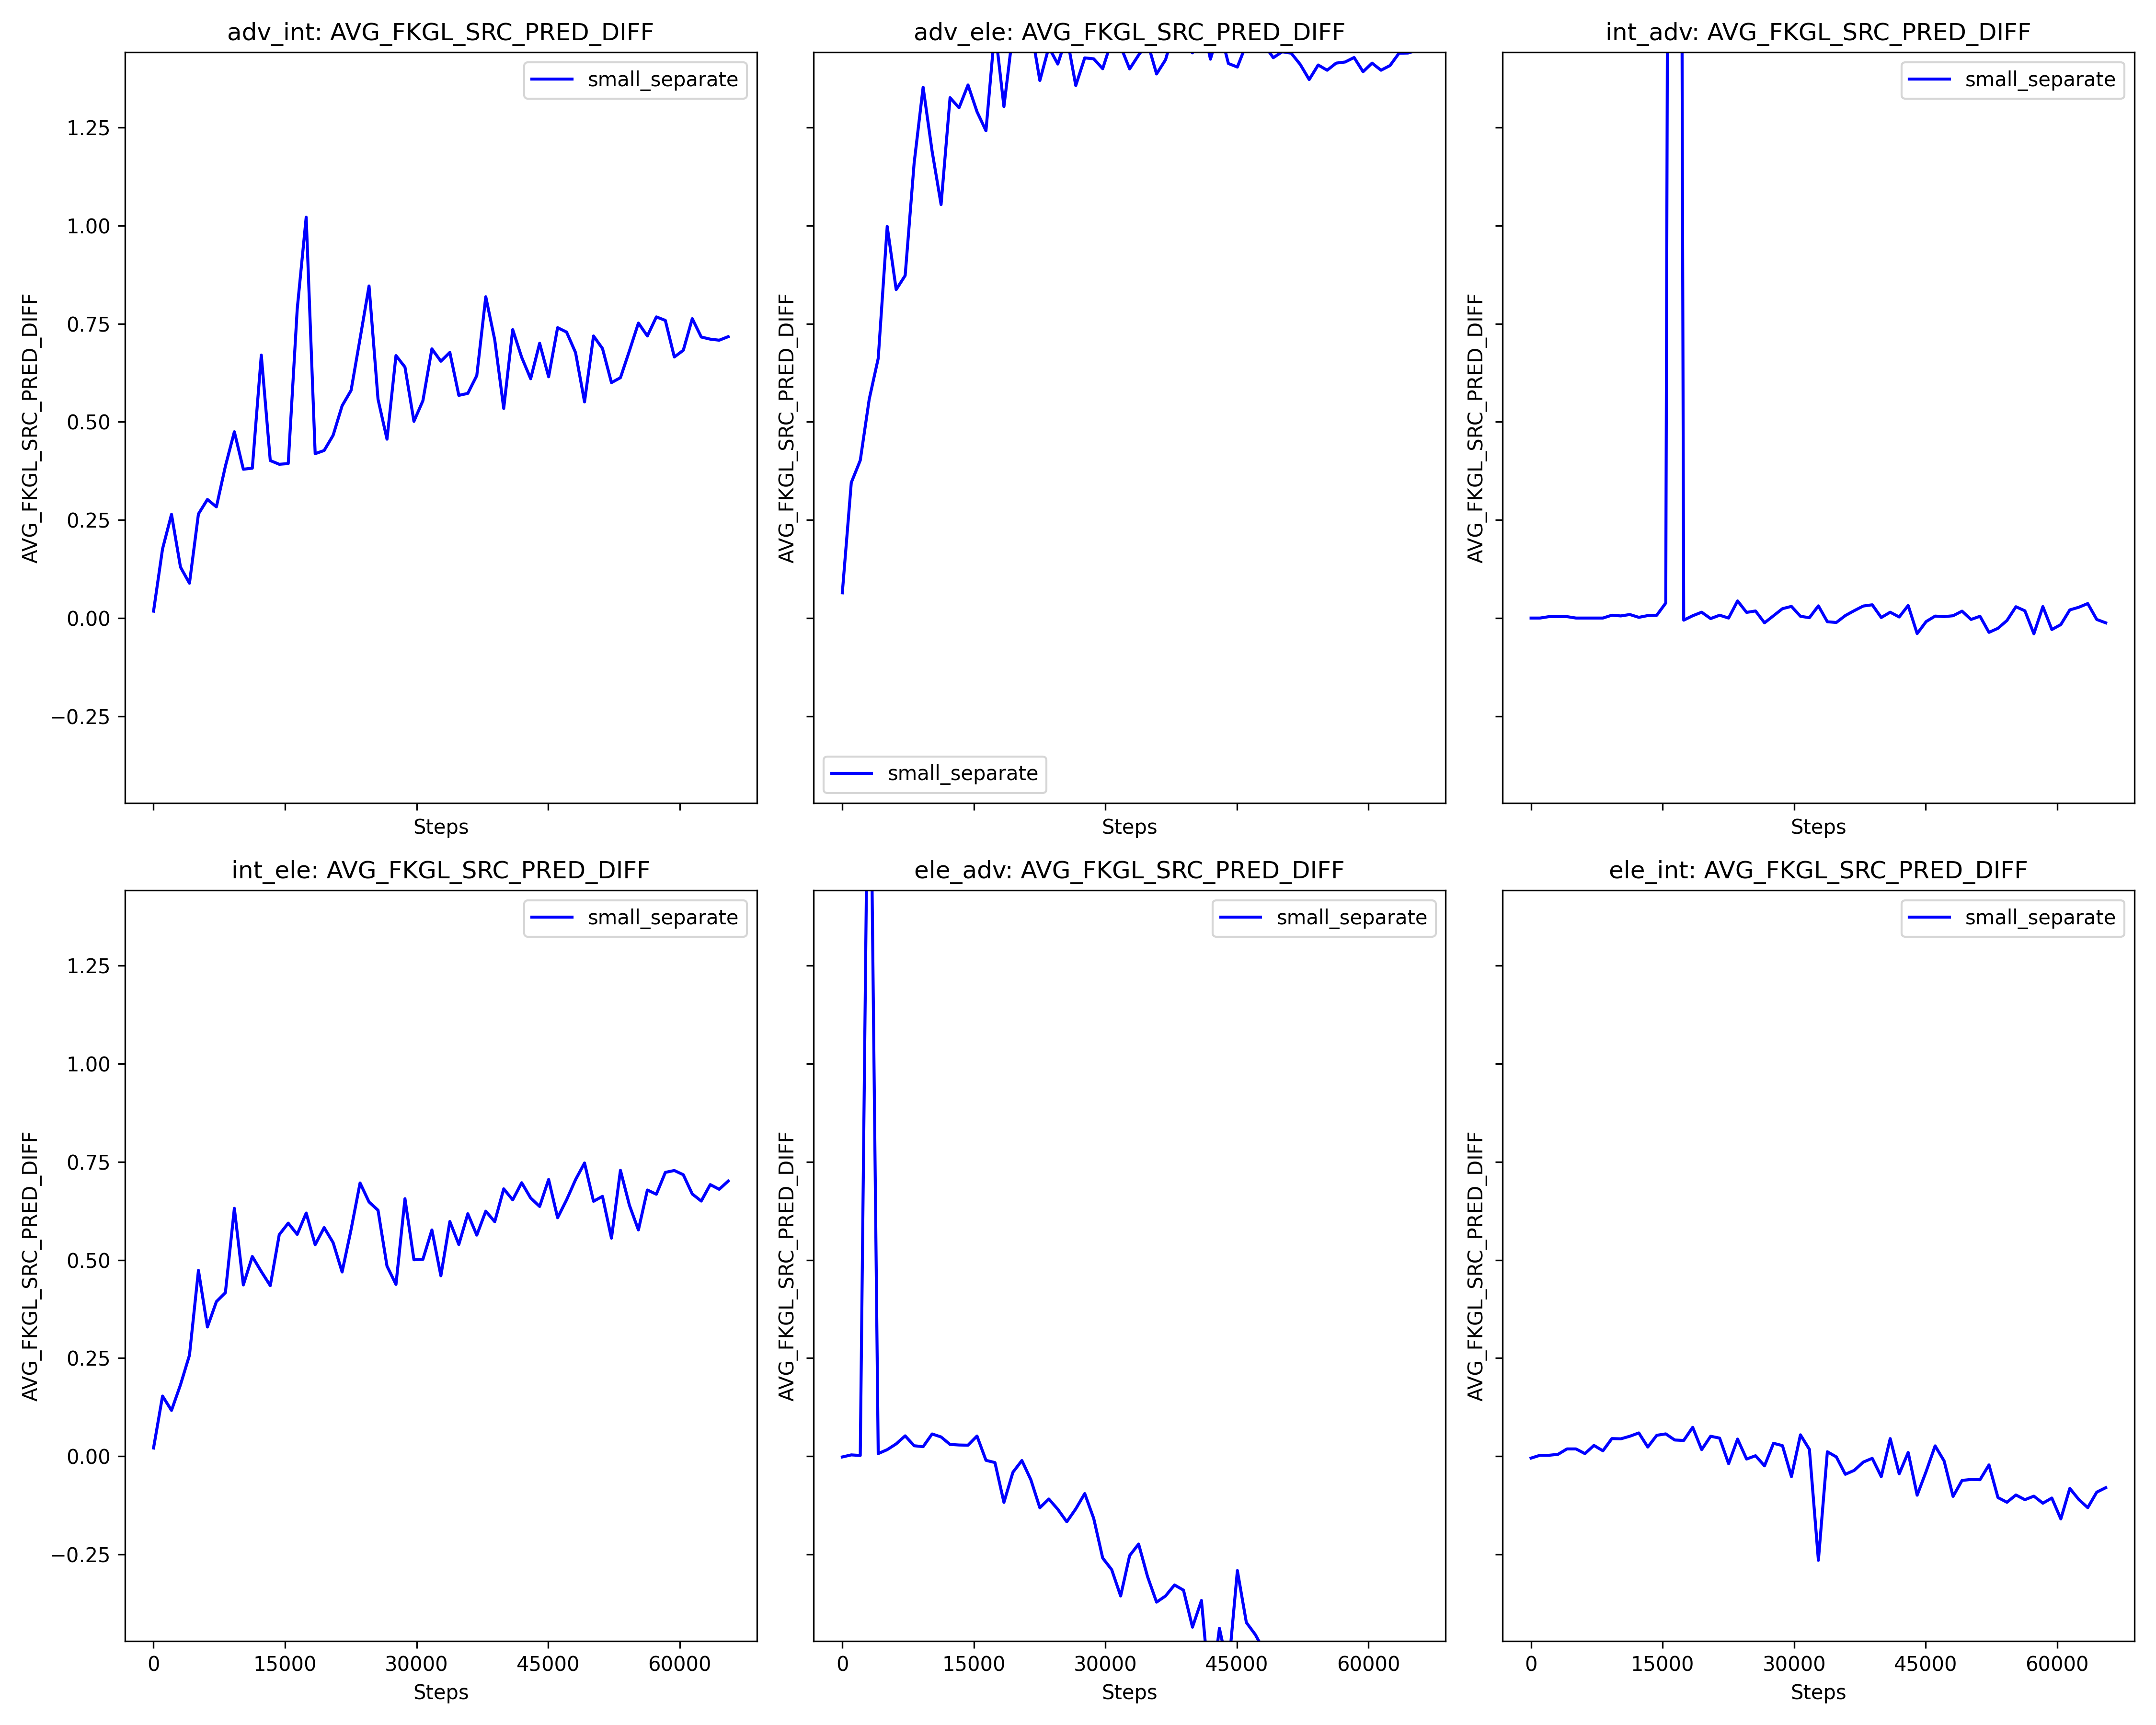 adv_int: AVG_FKGL_SRC_PRED_DIFF
adv_ele: AVG_FKGL_SRC_PRED_DIFF
int_adv: AVG_FKGL_SRC_PRED_DIFF
small_separate
small_separate
small_separate
AVG_FKGL_SRC_PRED_DIFF
AVG_FKGL_SRC_PRED_DIFF
AVG_FKGL_SRC_PRED_DIFF
1.25
1.00
0.75
0.50
0.25
0.00
−0.25
Steps
Steps
Steps
int_ele: AVG_FKGL_SRC_PRED_DIFF
ele_adv: AVG_FKGL_SRC_PRED_DIFF
ele_int: AVG_FKGL_SRC_PRED_DIFF
small_separate
small_separate
small_separate
AVG_FKGL_SRC_PRED_DIFF
AVG_FKGL_SRC_PRED_DIFF
AVG_FKGL_SRC_PRED_DIFF
1.25
1.00
0.75
0.50
0.25
0.00
−0.25
0 15000 30000 45000 60000
0 15000 30000 45000 60000
0 15000 30000 45000 60000
Steps
Steps
Steps